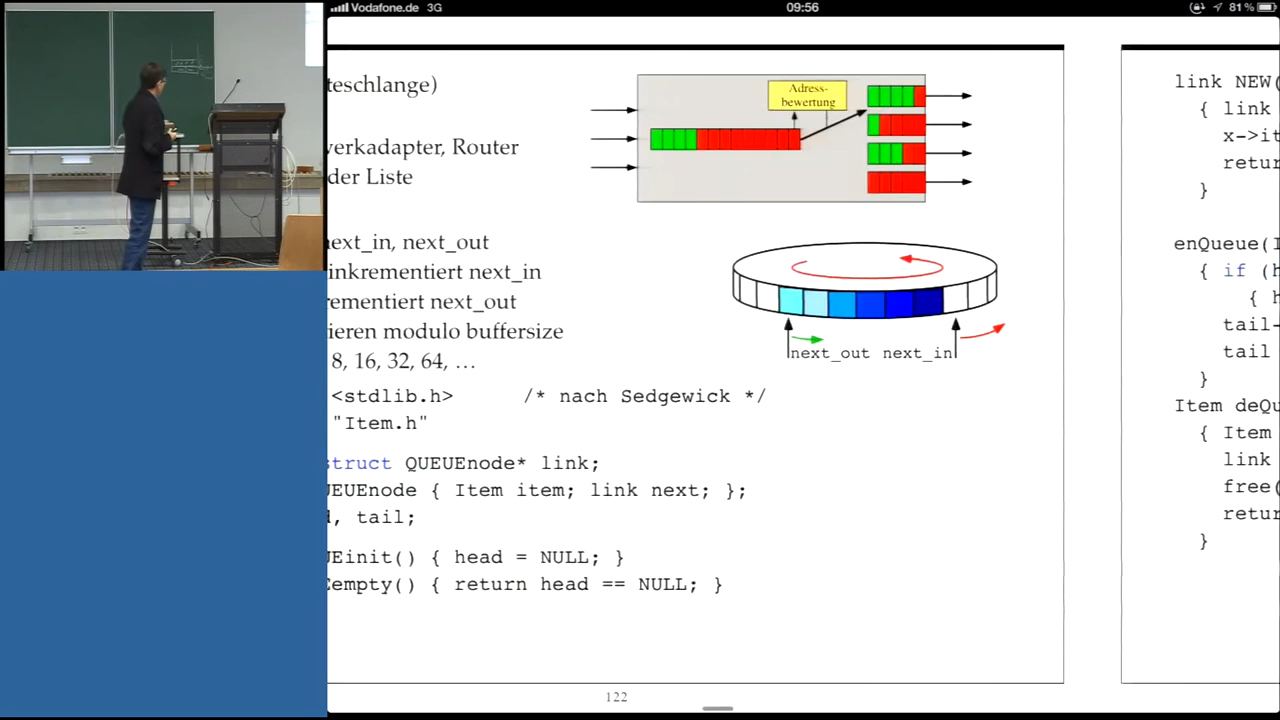 Vodafone.de 3G
09:56
81 %
teschlange)
verkadapter, Router
der Liste
next_in, next_out
inkrementiert next_in
rementiert next_out
ieren modulo buffersize
8, 16, 32, 64, …
Adress-
bewertung
next_out next_in
<stdlib.h> /* nach Sedgewick */
"Item.h"
struct QUEUEnode* link;
UEUEnode { Item item; link next; };
d, tail;
UEinit() { head = NULL; }
Eempty() { return head == NULL; }
122
link NEW(
{ link
x->it
retur
}
enQueue(I
{ if (h
{ h
tail-
tail
}
Item deQu
{ Item
link
free(
retur
}